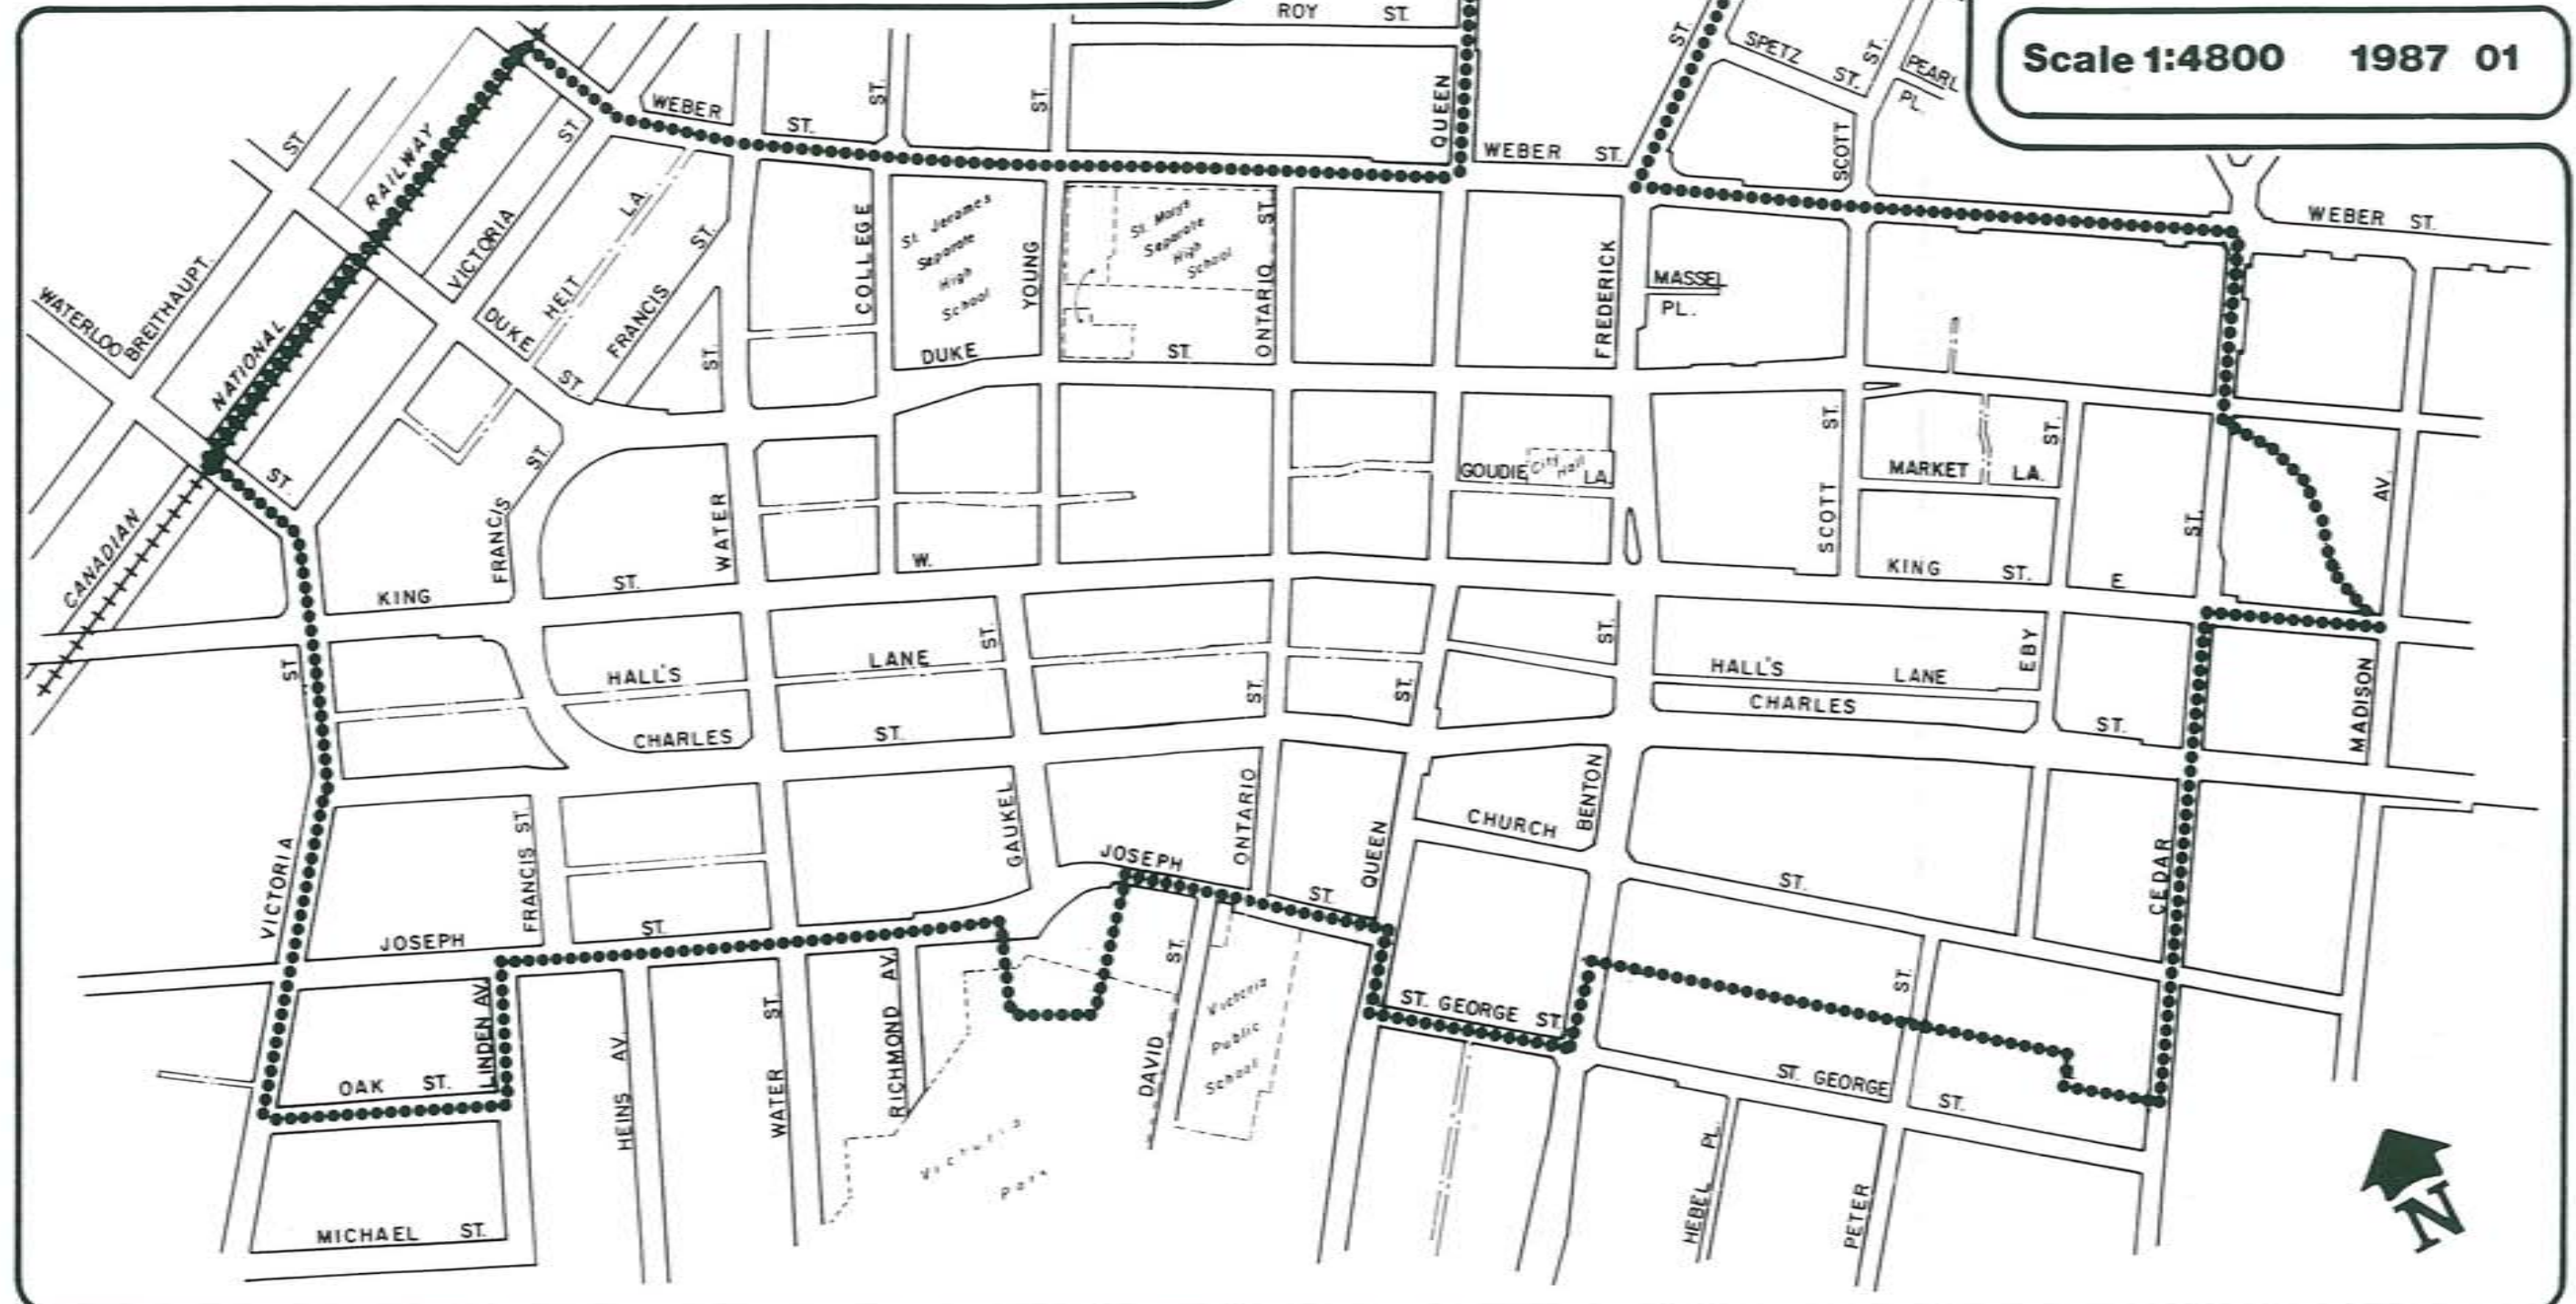 ROY ST.
Scale 1:4800 1987 01
SPETZ ST.
ST.
ST.
PEARL PL.
WEBER ST.
ST.
ST.
QUEEN
WEBER ST.
SCOTT
ST
RAILWAY
ST.
LA.
HEIT
VICTORIA
ST.
FRANCIS
COLLEGE
St. Jeromes
Separate
High
School
YOUNG
St. Marys
Separate
High
School
ST.
ONTARIO
WEBER ST.
FREDERICK
MASSEL
PL.
WATERLOO
BREITHAUPT.
NATIONAL
DUKE
ST.
ST.
DUKE ST.
CANADIAN
ST.
ST.
FRANCIS
WATER
GOUDIE LA.
City Hall
ST.
SCOTT
MARKET LA.
ST.
ST.
AV.
KING
ST.
W.
KING ST. E.
ST
HALL'S LANE
ST.
ST.
HALL'S LANE
EBY
CHARLES ST.
ST.
ST.
CHARLES ST.
MADISON
VICTORIA
FRANCIS ST.
GAUKEL
JOSEPH
ONTARIO
ST.
QUEEN
CHURCH
BENTON
ST.
CEDAR
JOSEPH
ST.
LINDEN AV.
OAK ST.
HEINS AV.
WATER ST.
RICHMOND AV.
DAVID ST.
Victoria
Public
School
ST. GEORGE ST.
ST.
ST. GEORGE ST.
Victoria
Park
MICHAEL ST.
HEBEL PL.
PETER
N